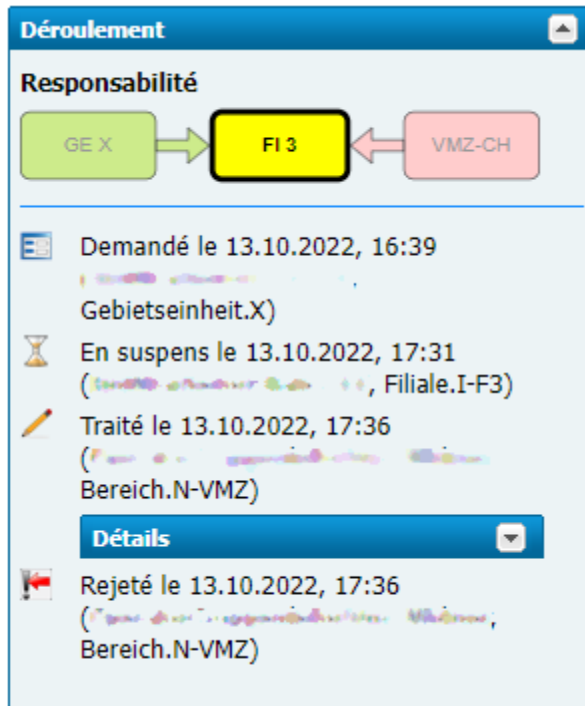 Déroulement
Responsabilité
GE X
FI 3
VMZ-CH
Demandé le 13.10.2022, 16:39
,
Gebietseinheit.X)
En suspens le 13.10.2022, 17:31
( , Filiale.I-F3)
Traité le 13.10.2022, 17:36
(
Bereich.N-VMZ)
Détails
Rejeté le 13.10.2022, 17:36
( ,
Bereich.N-VMZ)